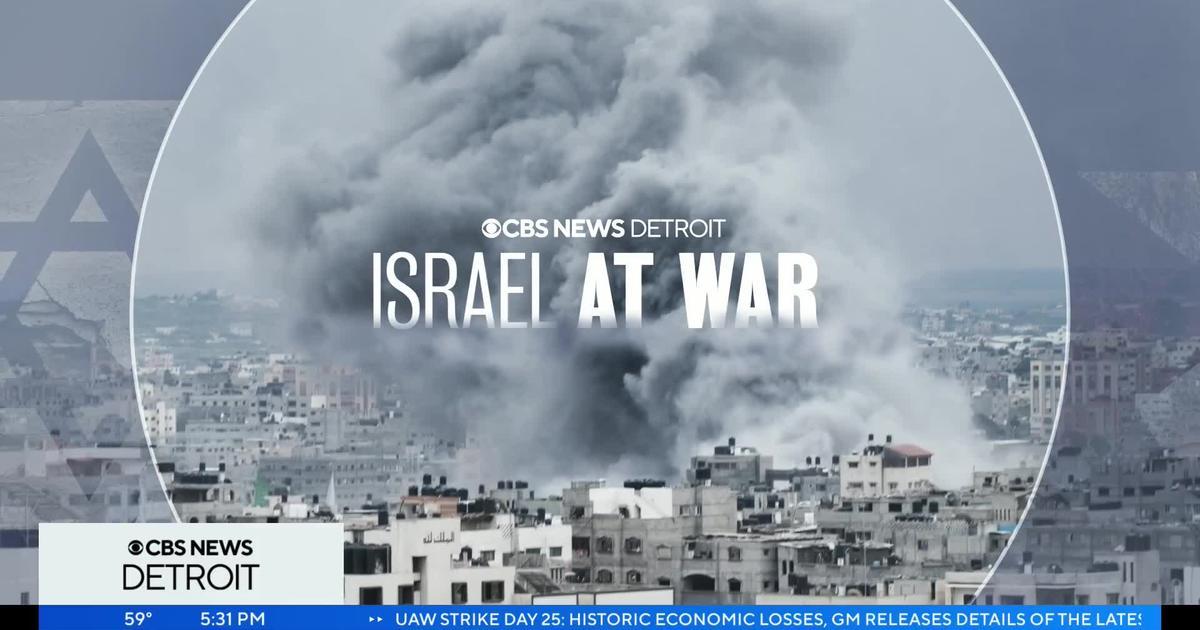 CBS NEWS DETROIT
ISRAEL AT WAR
CBS NEWS
DETROIT
59° 5:31 PM UAW STRIKE DAY 25: HISTORIC ECONOMIC LOSSES, GM RELEASES DETAILS OF THE LATES